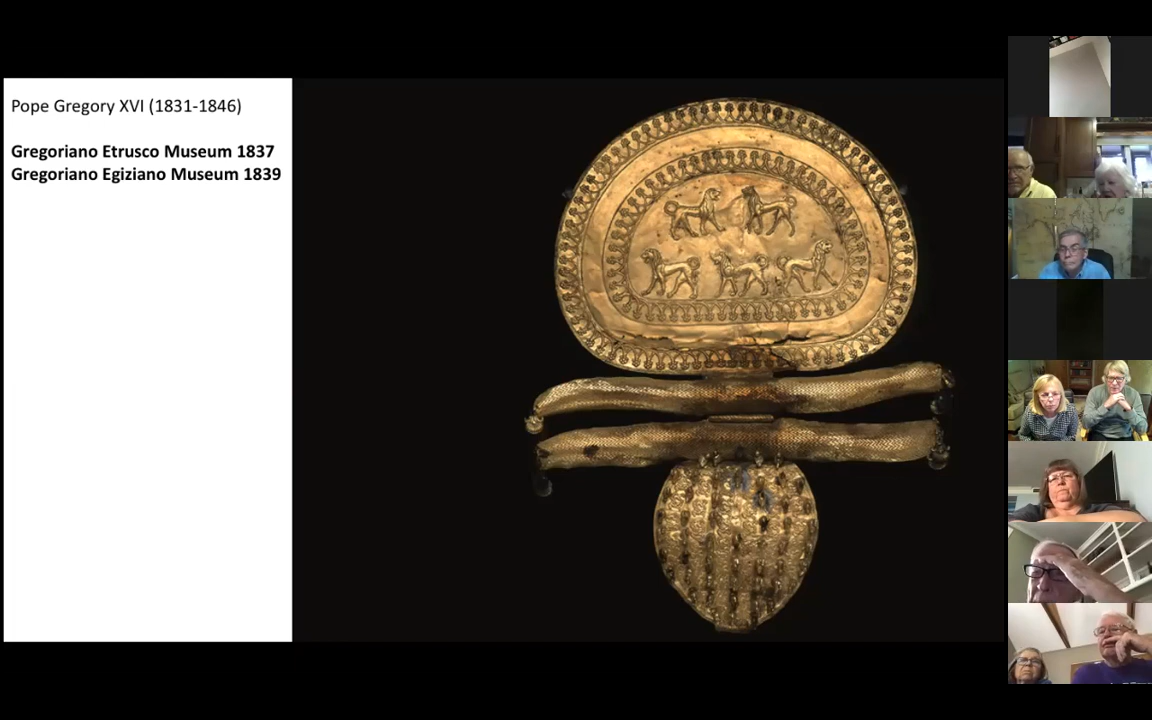 Pope Gregory XVI (1831-1846)
Gregoriano Etrusco Museum 1837
Gregoriano Egiziano Museum 1839